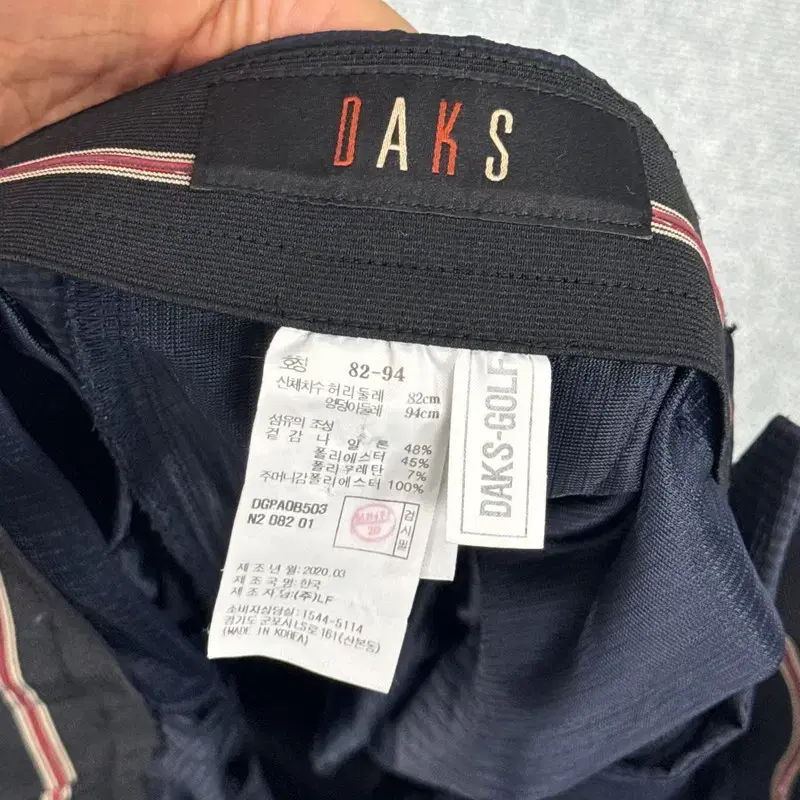 DAKS
호칭 82-94
신체치수 허리둘레 82cm
엉덩이둘레 94cm
섬유의 조성
겉감 나일론 48%
폴리에스터 45%
폴리우레탄 7%
주머니감폴리에스터 100%
DGPA0B503
N2 082 01
검사필
제조년월:2020.03
제조국명:한국
제조자명:(주)LF
소비자상담실:1544-5114
경기도 군포시LS로 161(산본동)
(MADE IN KOREA)
DAKS-GOLF